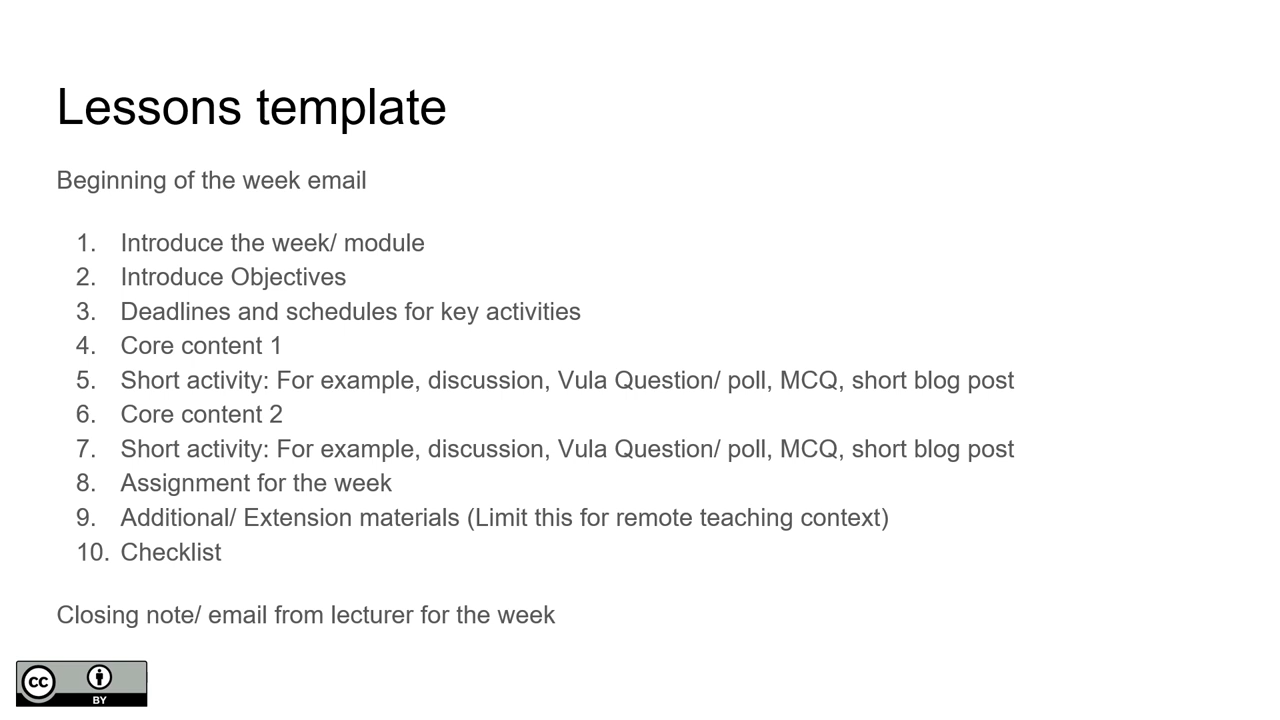 Lessons template
Beginning of the week email
1. Introduce the week/ module
2. Introduce Objectives
3. Deadlines and schedules for key activities
4. Core content 1
5. Short activity: For example, discussion, Vula Question/ poll, MCQ, short blog post
6. Core content 2
7. Short activity: For example, discussion, Vula Question/ poll, MCQ, short blog post
8. Assignment for the week
9. Additional/ Extension materials (Limit this for remote teaching context)
10. Checklist
Closing note/ email from lecturer for the week
cc
BY